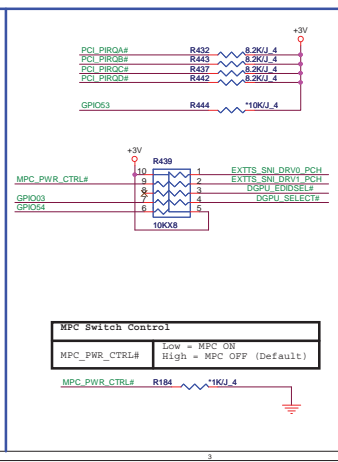 +3V
PCI_PIRQA# R432 8.2K/J_4
PCI_PIRQB# R443 8.2K/J_4
PCI_PIRQC# R437 8.2K/J_4
PCI_PIRQD# R442 8.2K/J_4
GPIO53 R444 *10K/J_4
+3V
R439
10 1 EXTTS_SNI_DRV0_PCH
MPC_PWR_CTRL# 9 2 EXTTS_SNI_DRV1_PCH
8 3 DGPU_EDIDSEL#
GPIO03 7 4 DGPU_SELECT#
GPIO54 6 5
10KX8
MPC Switch Control
MPC_PWR_CTRL# Low = MPC ON
High = MPC OFF (Default)
MPC_PWR_CTRL# R184 *1K/J_4
3